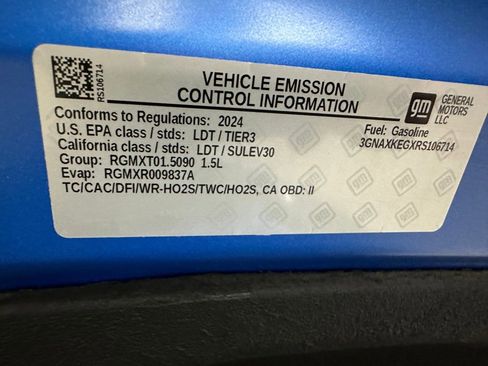 RS106714
VEHICLE EMISSION
CONTROL INFORMATION
gm
GENERAL
MOTORS
LLC
Conforms to Regulations: 2024
U.S. EPA class / stds: LDT / TIER3
California class / stds: LDT / SULEV30
Group: RGMXT01.5090 1.5L
Evap: RGMXR009837A
TC/CAC/DFI/WR-HO2S/TWC/HO2S, CA OBD: II
Fuel: Gasoline
3GNAXKEGXRS106714